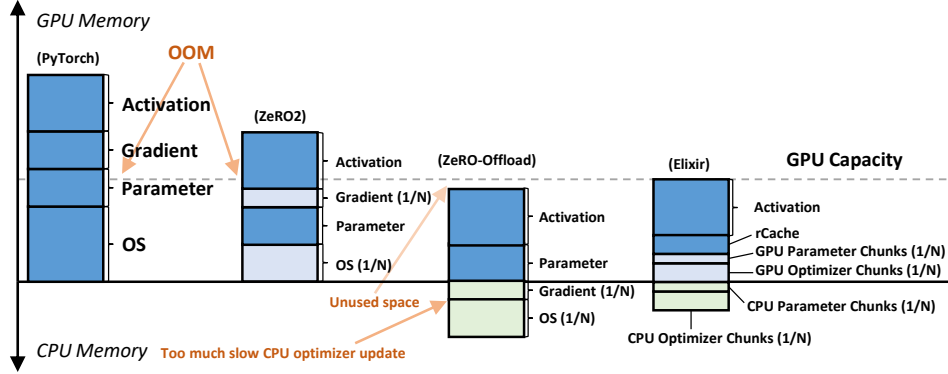 GPU Memory
(PyTorch)
OOM
Activation
Gradient
Parameter
OS
(ZeRO2)
Activation
Gradient (1/N)
Parameter
OS (1/N)
(ZeRO-Offload)
Activation
Parameter
Gradient (1/N)
OS (1/N)
Unused space
Too much slow CPU optimizer update
(Elixir)
GPU Capacity
Activation
rCache
GPU Parameter Chunks (1/N)
GPU Optimizer Chunks (1/N)
CPU Parameter Chunks (1/N)
CPU Optimizer Chunks (1/N)
CPU Memory